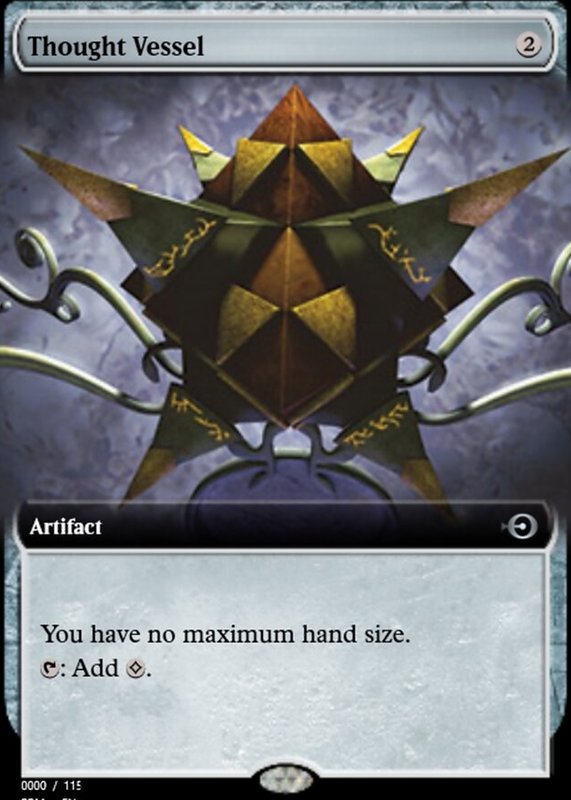 Thought Vessel 2
Artifact
You have no maximum hand size.
: Add .
0000 / 115